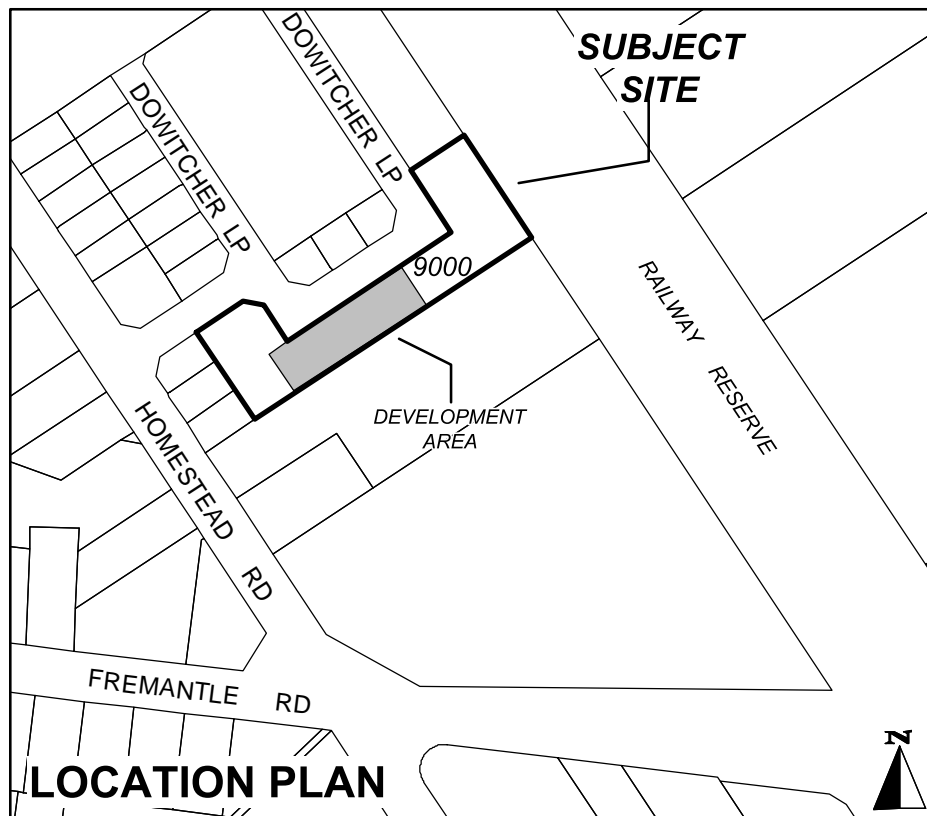 SUBJECT
SITE
DOWITCHER LP
DOWITCHER LP
9000
RAILWAY RESERVE
DEVELOPMENT
AREA
HOMESTEAD RD
FREMANTLE RD
LOCATION PLAN
N